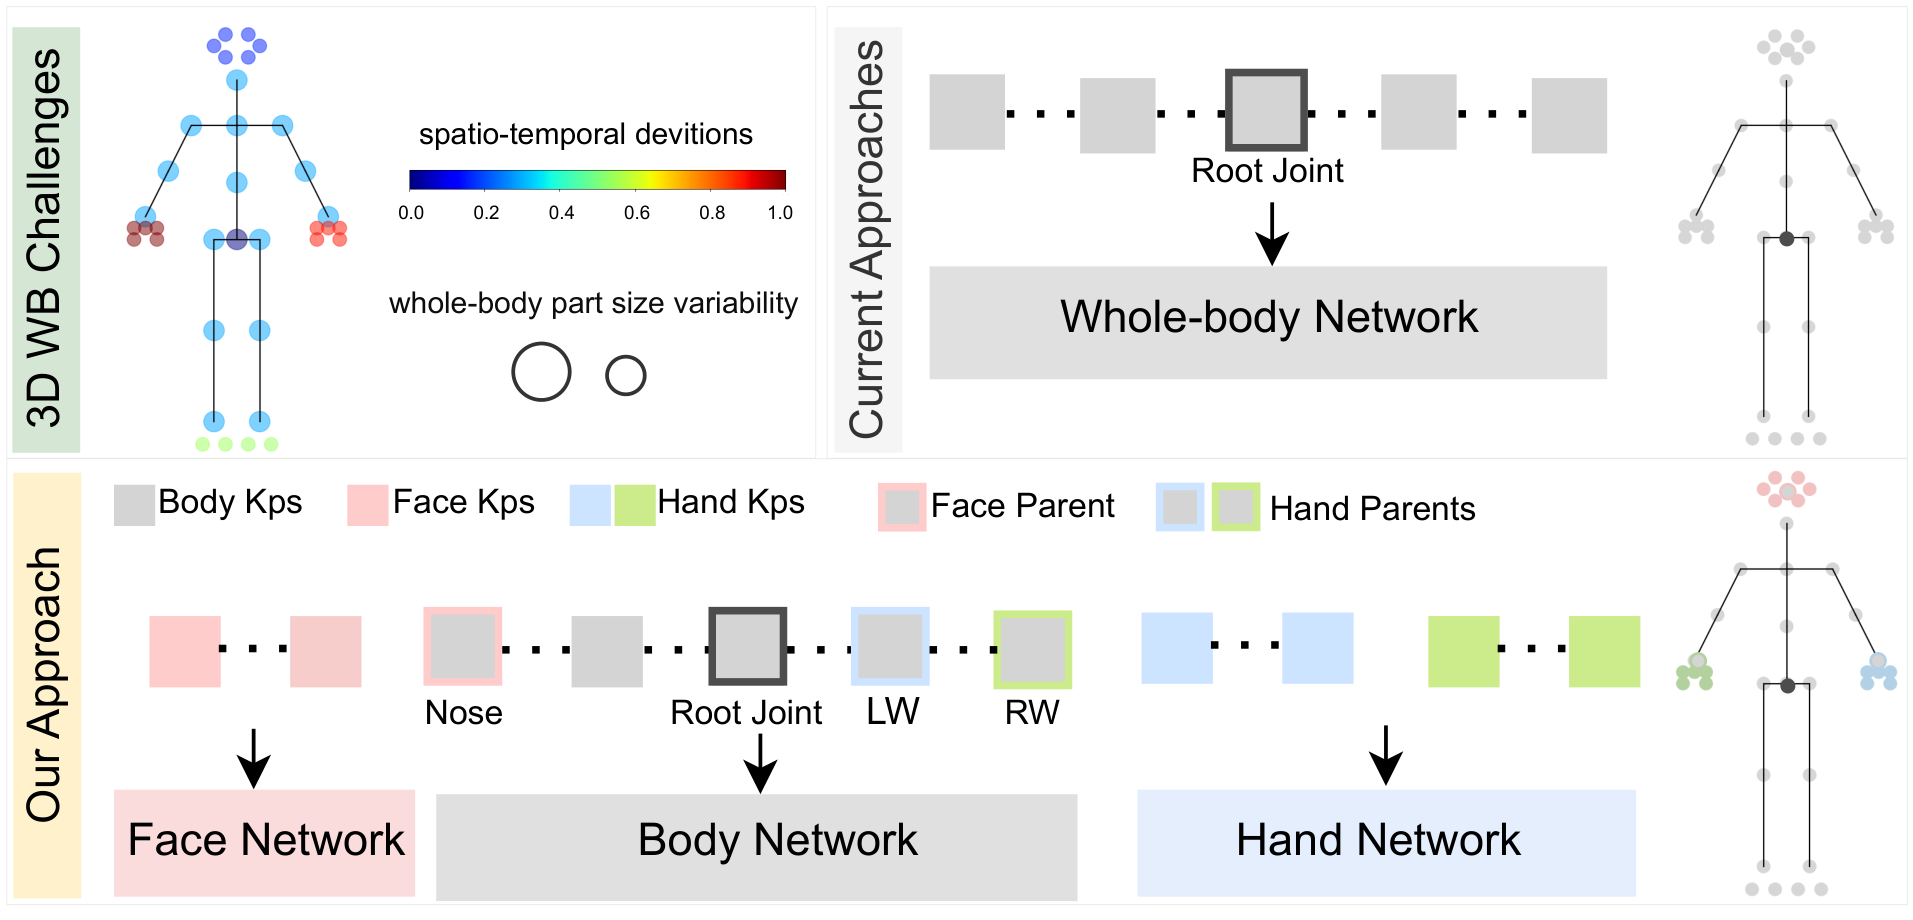 3D WB Challenges
spatio-temporal devitions
0.0 0.2 0.4 0.6 0.8 1.0
whole-body part size variability
Current Approaches
Root Joint
Whole-body Network
Our Approach
Body Kps Face Kps Hand Kps Face Parent Hand Parents
Nose Root Joint LW RW
Face Network Body Network Hand Network